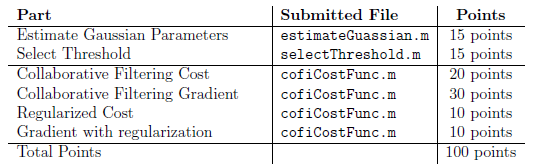 Part Submitted File Points
Estimate Gaussian Parameters estimateGuassian.m 15 points
Select Threshold selectThreshold.m 15 points
Collaborative Filtering Cost cofiCostFunc.m 20 points
Collaborative Filtering Gradient cofiCostFunc.m 30 points
Regularized Cost cofiCostFunc.m 10 points
Gradient with regularization cofiCostFunc.m 10 points
Total Points 100 points